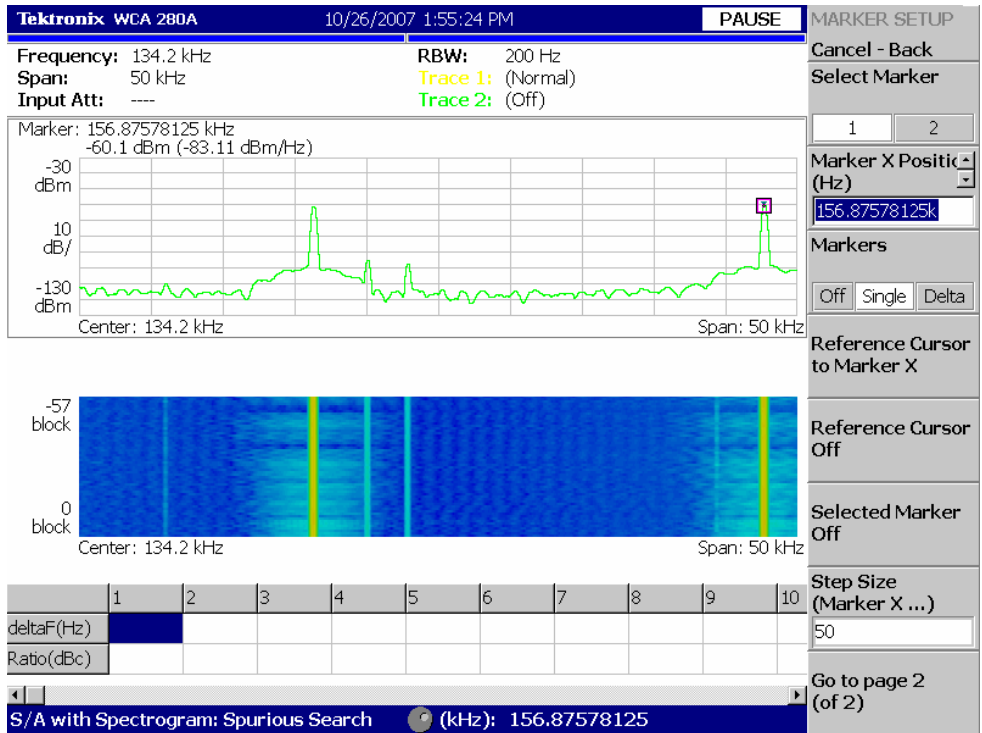 Tektronix WCA 280A 10/26/2007 1:55:24 PM PAUSE
Frequency: 134.2 kHz RBW: 200 Hz
Span: 50 kHz Trace 1: (Normal)
Input Att: ---- Trace 2: (Off)
Marker: 156.87578125 kHz
-60.1 dBm (-83.11 dBm/Hz)
-30
dBm
10
dB/
-130
dBm
Center: 134.2 kHz Span: 50 kHz
-57
block
0
block
Center: 134.2 kHz Span: 50 kHz
1 2 3 4 5 6 7 8 9 10
deltaF(Hz)
Ratio(dBc)
S/A with Spectrogram: Spurious Search (kHz): 156.87578125
MARKER SETUP
Cancel - Back
Select Marker
1 2
Marker X Positic
(Hz)
156.87578125k
Markers
Off Single Delta
Reference Cursor
to Marker X
Reference Cursor
Off
Selected Marker
Off
Step Size
(Marker X ...)
50
Go to page 2
(of 2)